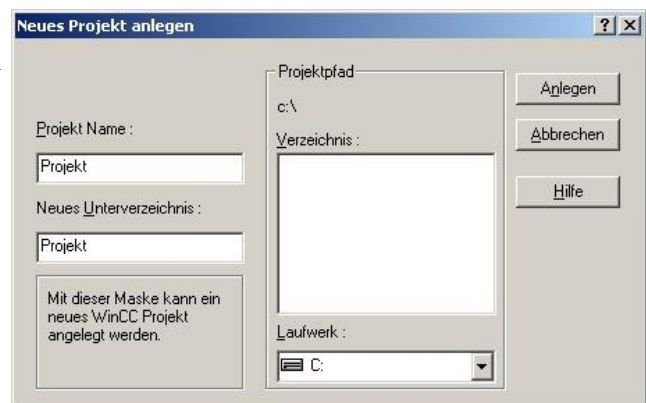 Neues Projekt anlegen
Projekt Name :
Projekt
Neues Unterverzeichnis :
Projekt
Mit dieser Maske kann ein
neues WinCC Projekt
angelegt werden.
Projektpfad
c:\
Verzeichnis :
Laufwerk :
C:
Anlegen
Abbrechen
Hilfe